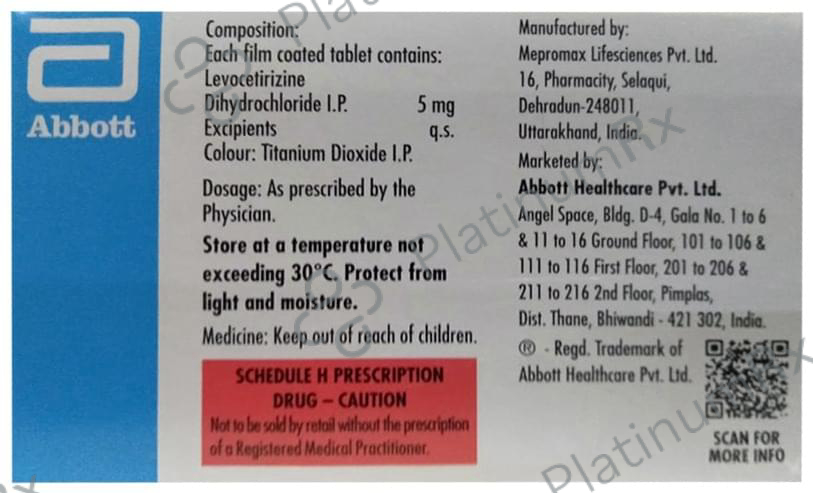 Abbott
Composition:
Each film coated tablet contains:
Levocetirizine
Dihydrochloride I.P. 5 mg
Excipients q.s.
Colour: Titanium Dioxide I.P.
Dosage: As prescribed by the
Physician.
Store at a temperature not
exceeding 30°C. Protect from
light and moisture.
Medicine: Keep out of reach of children.
SCHEDULE H PRESCRIPTION
DRUG – CAUTION
Not to be sold by retail without the prescription
of a Registered Medical Practitioner.
Manufactured by:
Mepromax Lifesciences Pvt. Ltd.
16, Pharmacity, Selaqui,
Dehradun-248011,
Uttarakhand, India.
Marketed by:
Abbott Healthcare Pvt. Ltd.
Angel Space, Bldg. D-4, Gala No. 1 to 6
& 11 to 16 Ground Floor, 101 to 106 &
111 to 116 First Floor, 201 to 206 &
211 to 216 2nd Floor, Pimplas,
Dist. Thane, Bhiwandi - 421 302, India.
® - Regd. Trademark of
Abbott Healthcare Pvt. Ltd.
SCAN FOR
MORE INFO
PlatinumRx
PlatinumRx
PlatinumRx